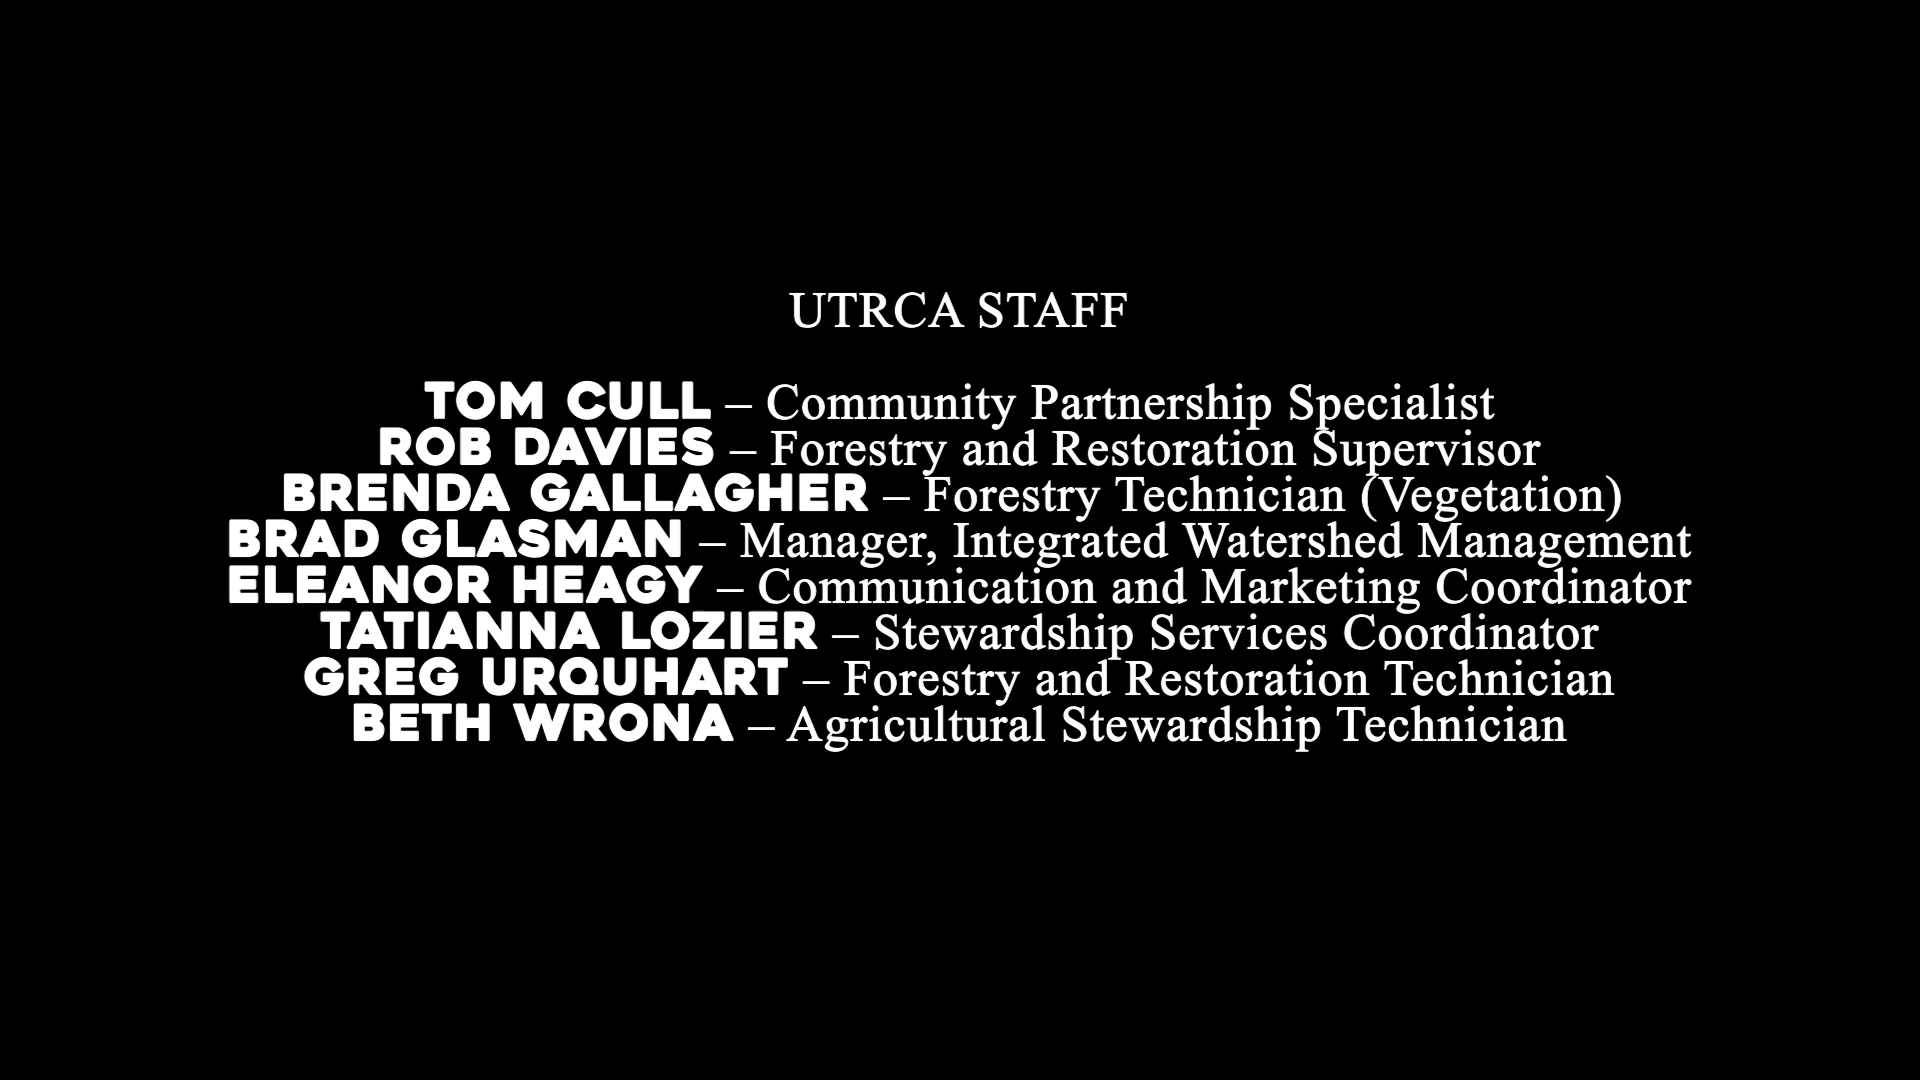 UTRCA STAFF
TOM CULL – Community Partnership Specialist
ROB DAVIES – Forestry and Restoration Supervisor
BRENDA GALLAGHER – Forestry Technician (Vegetation)
BRAD GLASMAN – Manager, Integrated Watershed Management
ELEANOR HEAGY – Communication and Marketing Coordinator
TATIANNA LOZIER – Stewardship Services Coordinator
GREG URQUHART – Forestry and Restoration Technician
BETH WRONA – Agricultural Stewardship Technician